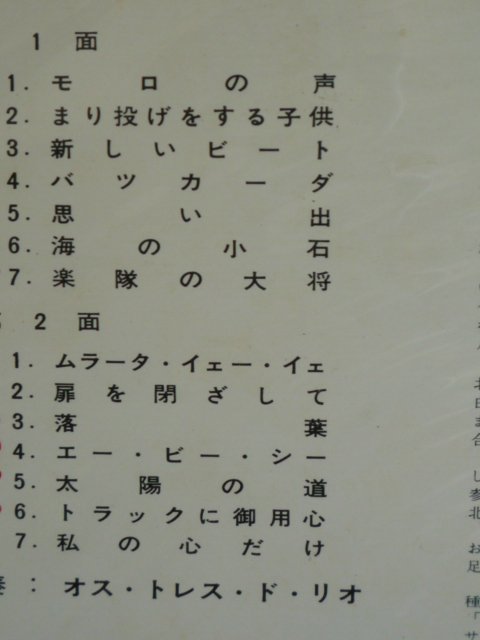 1面
1. モロの声
2. まり投げをする子供
3. 新しいビート
4. バツカーダ
5. 思い出
6. 海の小石
7. 楽隊の大将
第2面
1. ムラータ・イェー・イェ
2. 扉を閉ざして
3. 落葉
4. エー・ビー・シー
5. 太陽の道
6. トラックに御用心
7. 私の心だけ
奏：オス・トレス・ド・リオ